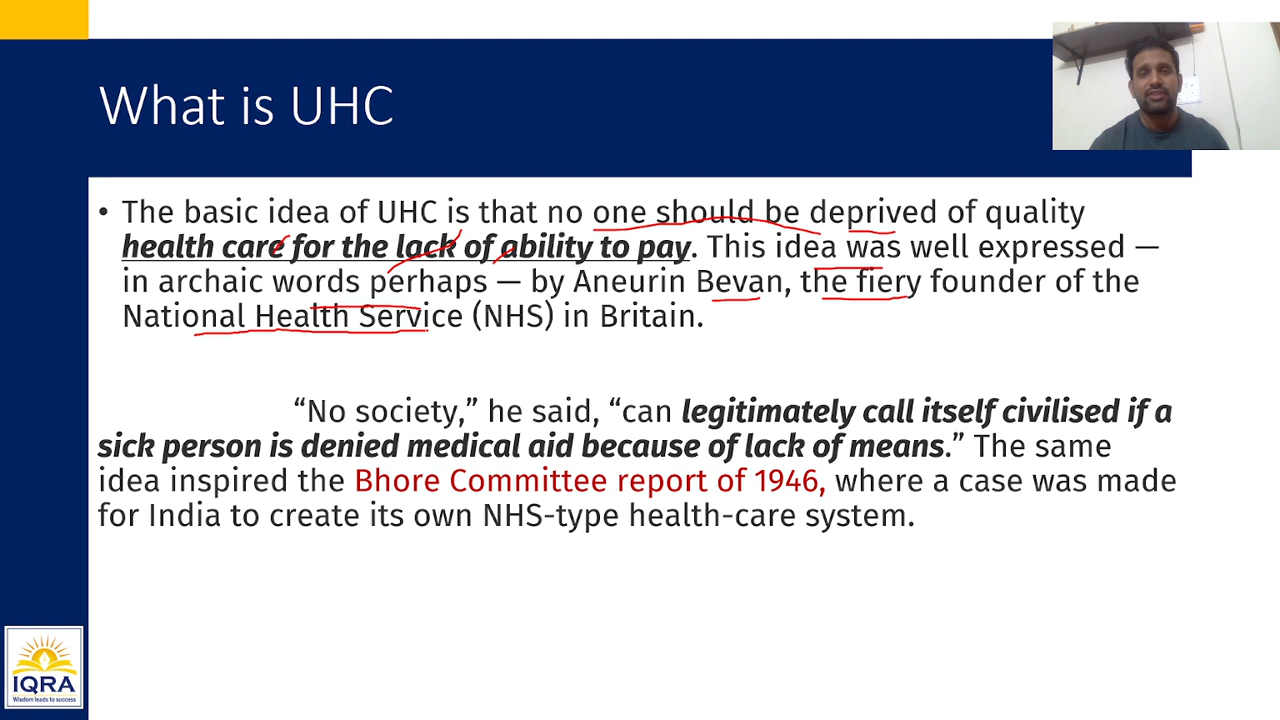 What is UHC
• The basic idea of UHC is that no one should be deprived of quality
health care for the lack of ability to pay. This idea was well expressed —
in archaic words perhaps — by Aneurin Bevan, the fiery founder of the
National Health Service (NHS) in Britain.
“No society,” he said, “can legitimately call itself civilised if a
sick person is denied medical aid because of lack of means.” The same
idea inspired the Bhore Committee report of 1946, where a case was made
for India to create its own NHS-type health-care system.
IQRA
Wisdom leads to success